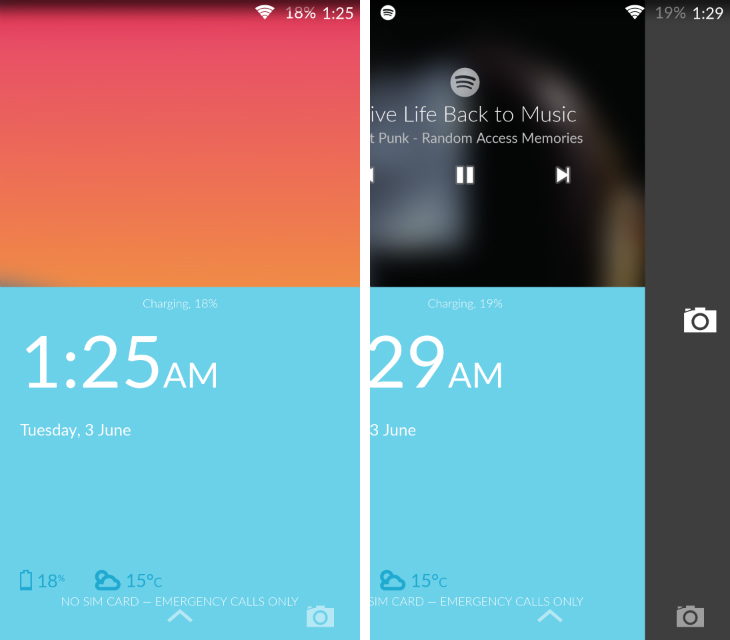 18% 1:25
Charging, 18%
1:25AM
Tuesday, 3 June
18% 15°C
NO SIM CARD — EMERGENCY CALLS ONLY
19% 1:29
ive Life Back to Music
t Punk - Random Access Memories
Charging, 19%
29AM
3 June
15°C
SIM CARD — EMERGENCY CALLS ONLY